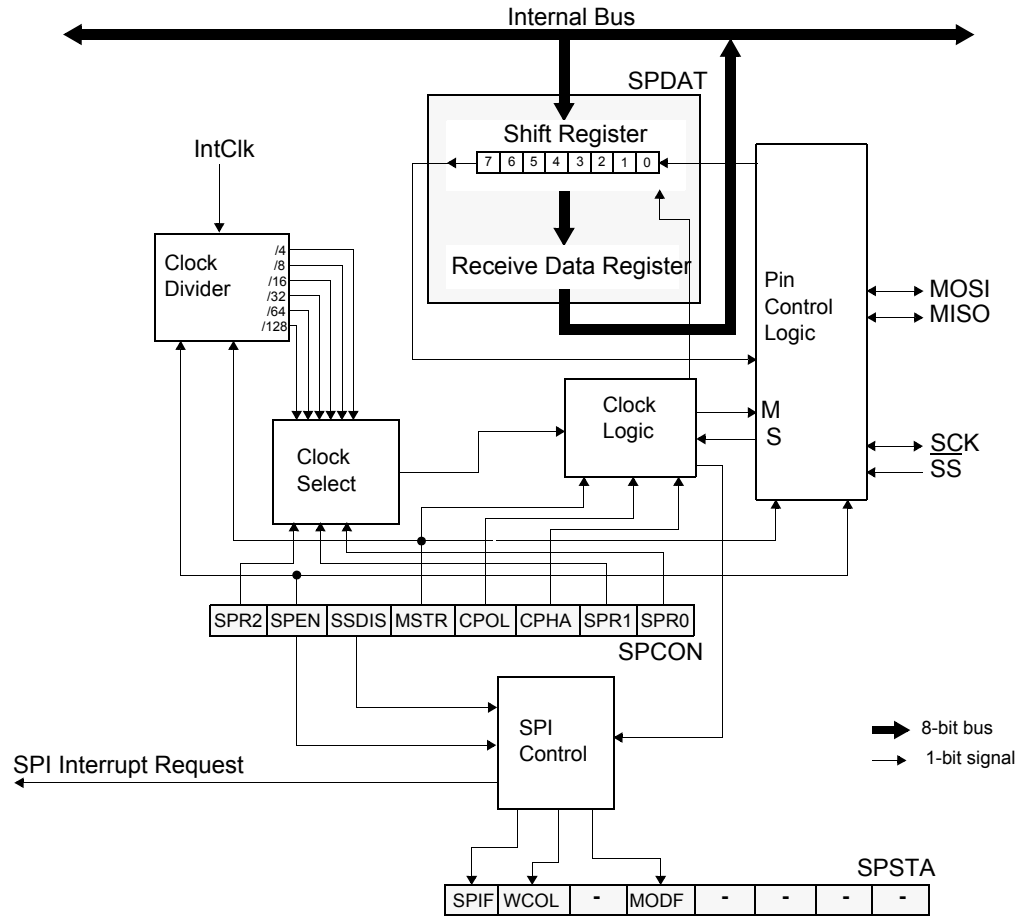 Internal Bus
SPDAT
Shift Register
7 6 5 4 3 2 1 0
IntClk
Clock
Divider
/4
/8
/16
/32
/64
/128
Receive Data Register
Pin
Control
Logic
MOSI
MISO
Clock
Logic
M
S
SCK
SS
Clock
Select
SPR2 SPEN SSDIS MSTR CPOL CPHA SPR1 SPR0
SPCON
SPI
Control
8-bit bus
1-bit signal
SPI Interrupt Request
SPSTA
SPIF WCOL - MODF - - - -